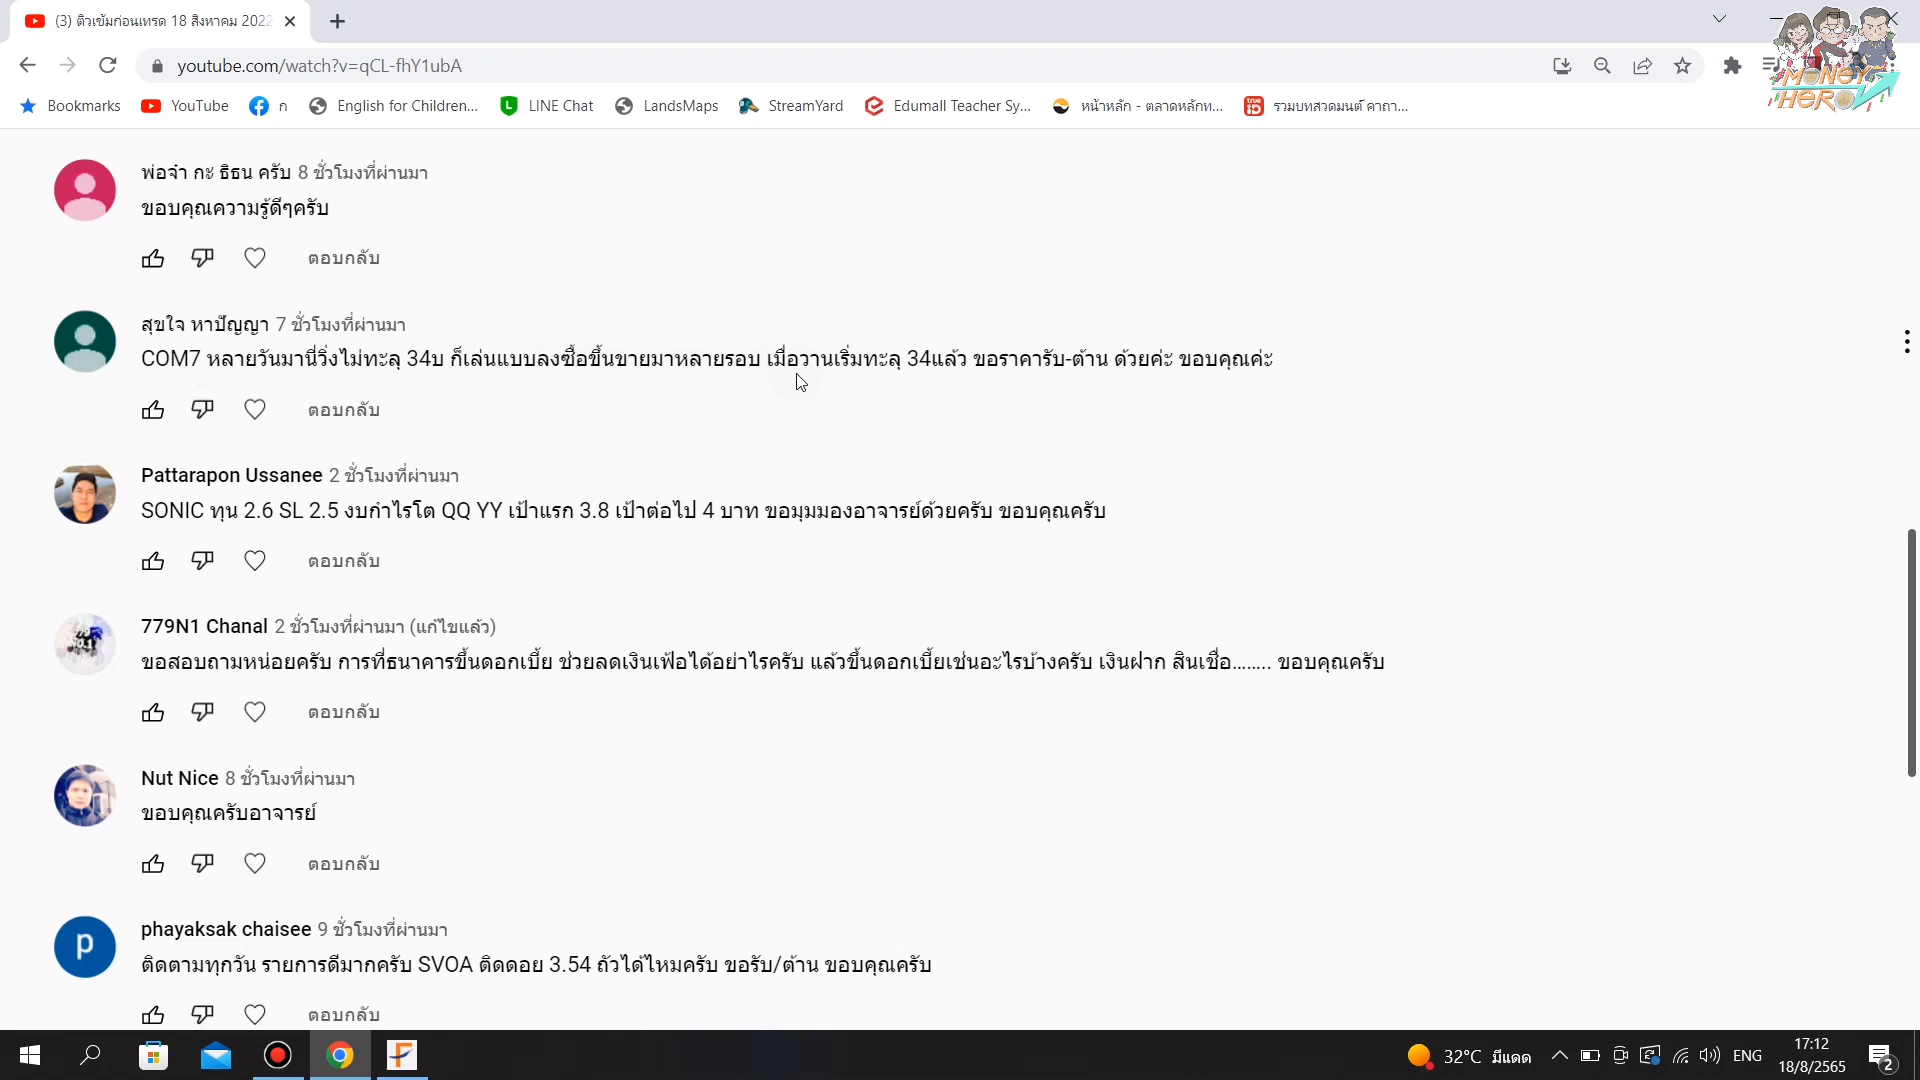 (3) ติวเข้มก่อนเทรด 18 สิงหาคม 2022
youtube.com/watch?v=qCL-fhY1ubA
MONEY HERO
Bookmarks YouTube ก English for Children... LINE Chat LandsMaps StreamYard Edumall Teacher Sy... หน้าหลัก - ตลาดหลักท... รวมบทสวดมนต์ คาถา...
พ่อจ๋า กะ ธิธน ครับ 8 ชั่วโมงที่ผ่านมา
ขอบคุณความรู้ดีๆครับ
ตอบกลับ
สุขใจ หาปัญญา 7 ชั่วโมงที่ผ่านมา
COM7 หลายวันมานี่วิ่งไม่ทะลุ 34บ ก็เล่นแบบลงซื้อขึ้นขายมาหลายรอบ เมื่อวานเริ่มทะลุ 34แล้ว ขอราคารับ-ต้าน ด้วยค่ะ ขอบคุณค่ะ
ตอบกลับ
Pattarapon Ussanee 2 ชั่วโมงที่ผ่านมา
SONIC ทุน 2.6 SL 2.5 งบกำไรโต QQ YY เป้าแรก 3.8 เป้าต่อไป 4 บาท ขอมุมมองอาจารย์ด้วยครับ ขอบคุณครับ
ตอบกลับ
779N1 Chanal 2 ชั่วโมงที่ผ่านมา (แก้ไขแล้ว)
ขอสอบถามหน่อยครับ การที่ธนาคารขึ้นดอกเบี้ย ช่วยลดเงินเฟ้อได้อย่าไรครับ แล้วขึ้นดอกเบี้ยเช่นอะไรบ้างครับ เงินฝาก สินเชื่อ........ ขอบคุณครับ
ตอบกลับ
Nut Nice 8 ชั่วโมงที่ผ่านมา
ขอบคุณครับอาจารย์
ตอบกลับ
p
phayaksak chaisee 9 ชั่วโมงที่ผ่านมา
ติดตามทุกวัน รายการดีมากครับ SVOA ติดดอย 3.54 ถัวได้ไหมครับ ขอรับ/ต้าน ขอบคุณครับ
ตอบกลับ
32°C มีแดด ENG 17:12
18/8/2565 2